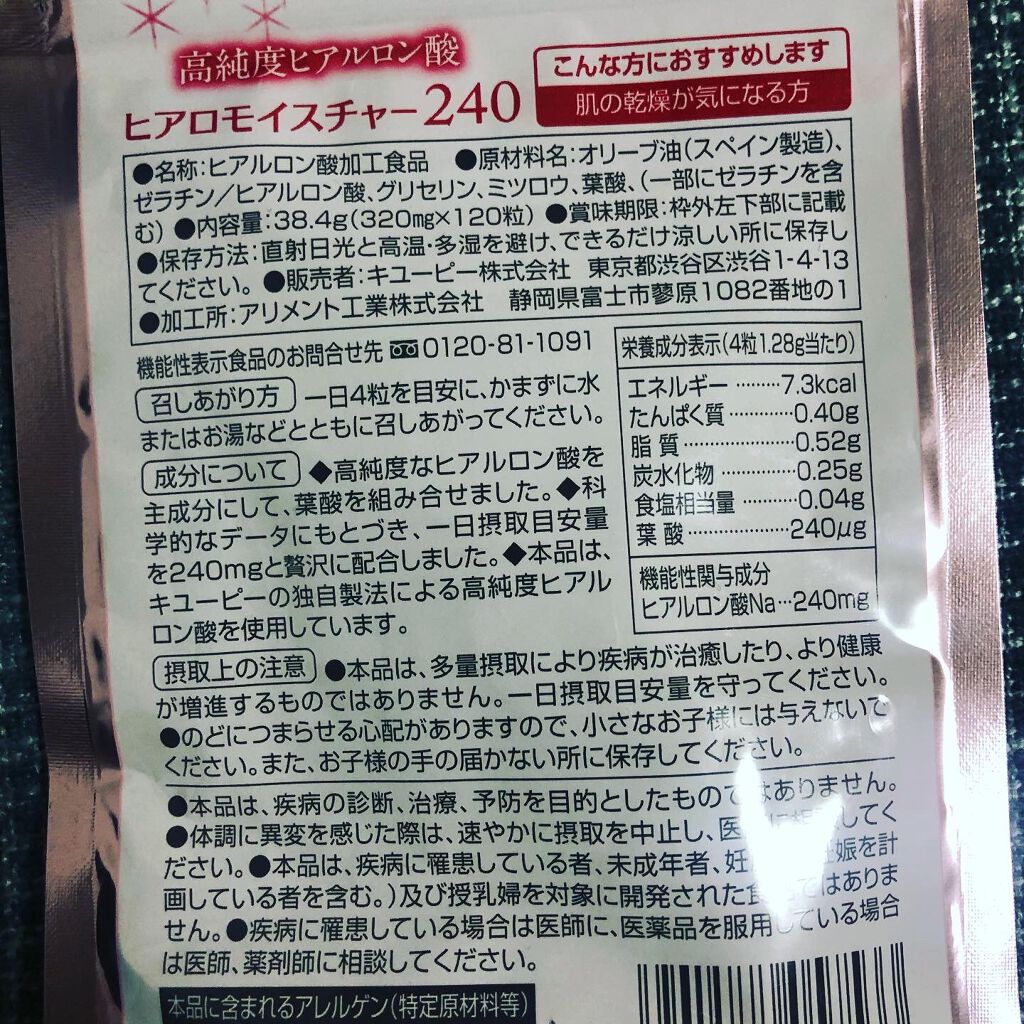 高純度ヒアルロン酸
ヒアロモイスチャー240
こんな方におすすめします
肌の乾燥が気になる方
●名称:ヒアルロン酸加工食品 ●原材料名:オリーブ油(スペイン製造)、
ゼラチン/ヒアルロン酸、グリセリン、ミツロウ、葉酸、(一部にゼラチンを含
む) ●内容量:38.4g(320mg×120粒) ●賞味期限:枠外左下部に記載
●保存方法:直射日光と高温・多湿を避け、できるだけ涼しい所に保存し
てください。 ●販売者:キユーピー株式会社 東京都渋谷区渋谷1-4-13
●加工所:アリメント工業株式会社 静岡県富士市蓼原1082番地の1
機能性表示食品のお問合せ先 0120-81-1091
召しあがり方 一日4粒を目安に、かまずに水
またはお湯などとともに召しあがってください。
成分について ◆高純度なヒアルロン酸を
主成分にして、葉酸を組み合せました。◆科
学的なデータにもとづき、一日摂取目安量
を240mgと贅沢に配合しました。◆本品は、
キユーピーの独自製法による高純度ヒアル
ロン酸を使用しています。
栄養成分表示(4粒1.28g当たり)
エネルギー………7.3kcal
たんぱく質…………0.40g
脂質…………………0.52g
炭水化物……………0.25g
食塩相当量…………0.04g
葉酸…………………240μg
機能性関与成分
ヒアルロン酸Na…240mg
摂取上の注意 ●本品は、多量摂取により疾病が治癒したり、より健康
が増進するものではありません。一日摂取目安量を守ってください。
●のどにつまらせる心配がありますので、小さなお子様には与えないで
ください。また、お子様の手の届かない所に保存してください。
●本品は、疾病の診断、治療、予防を目的としたものではありません。
●体調に異変を感じた際は、速やかに摂取を中止し、医 してく
ださい。●本品は、疾病に罹患している者、未成年者、妊 娠を計
画している者を含む。)及び授乳婦を対象に開発された食 ではありま
せん。●疾病に罹患している場合は医師に、医薬品を服用している場合
は医師、薬剤師に相談してください。
本品に含まれるアレルゲン(特定原材料等)